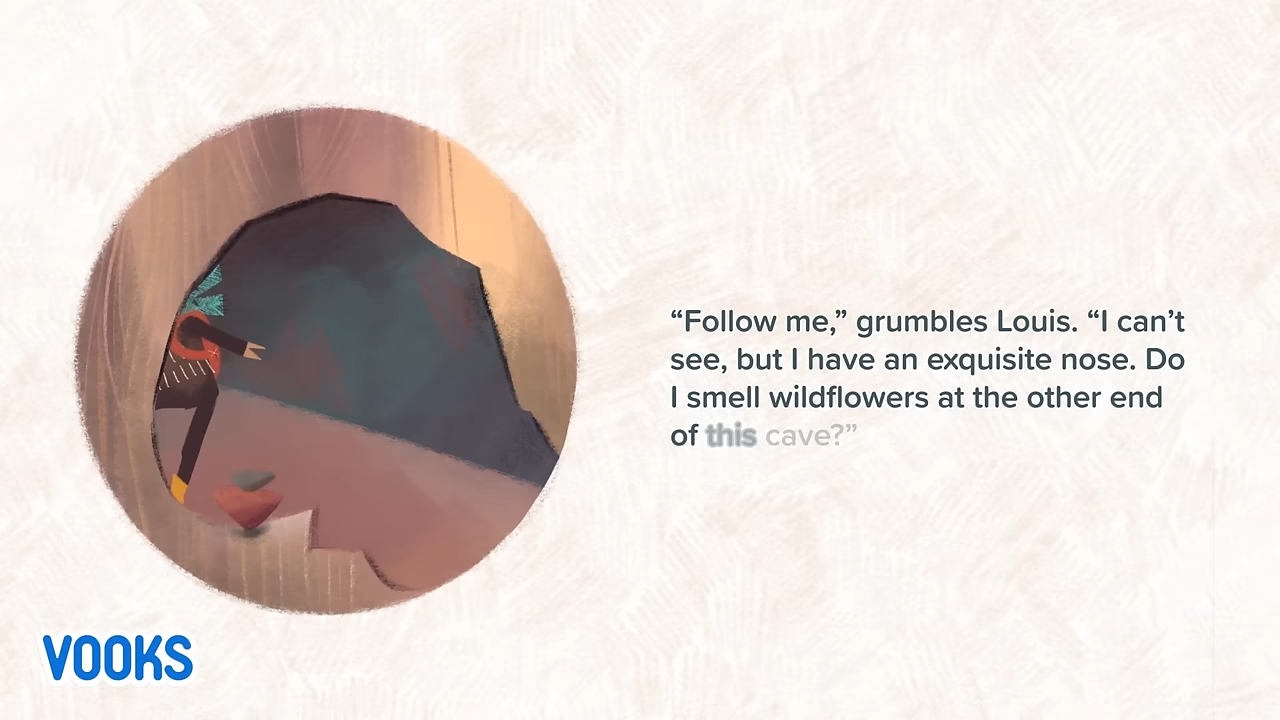 “Follow me,” grumbles Louis. “I can’t
see, but I have an exquisite nose. Do
I smell wildflowers at the other end
of this cave?”
VOOKS